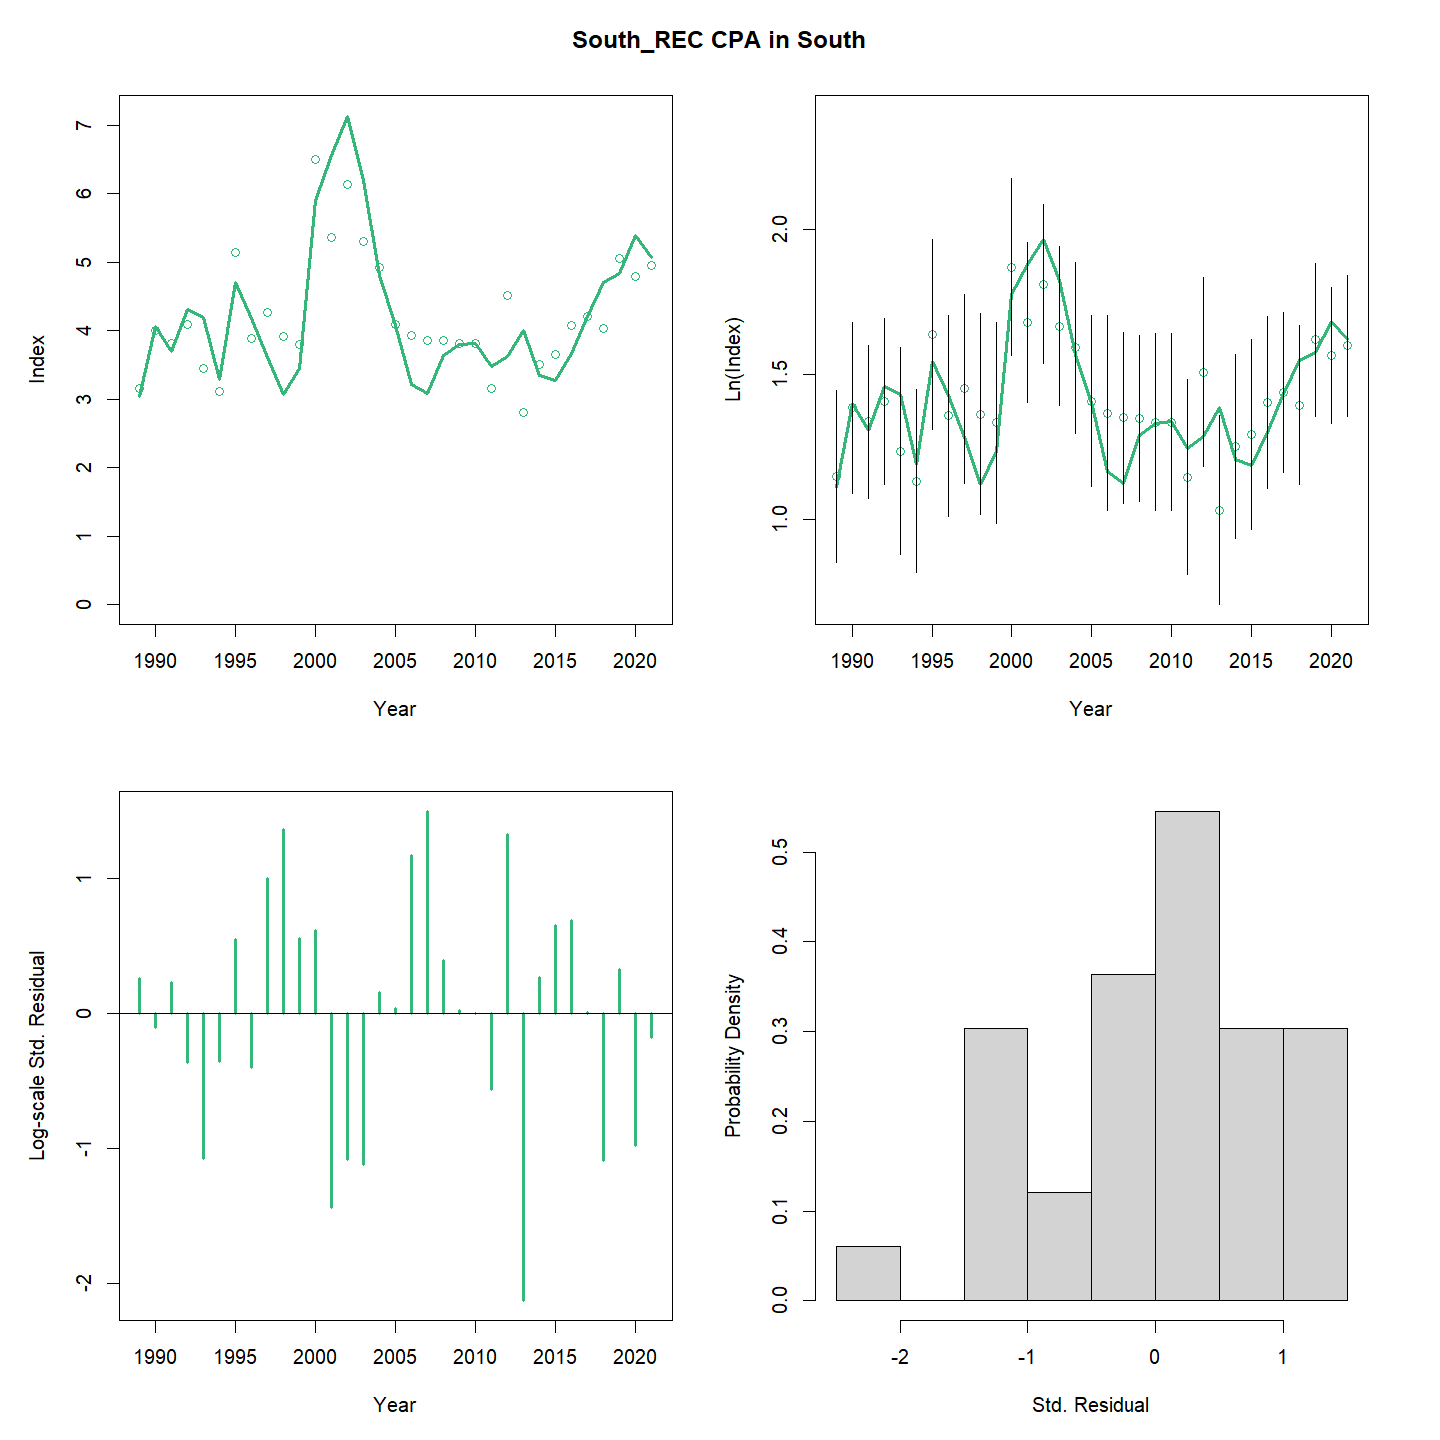 South_REC CPA in South
Index
7
6
5
4
3
2
1
0
1990 1995 2000 2005 2010 2015 2020
Year
Ln(Index)
2.0
1.5
1.0
1990 1995 2000 2005 2010 2015 2020
Year
Log-scale Std. Residual
1
0
-1
-2
1990 1995 2000 2005 2010 2015 2020
Year
Probability Density
0.5
0.4
0.3
0.2
0.1
0.0
-2 -1 0 1
Std. Residual